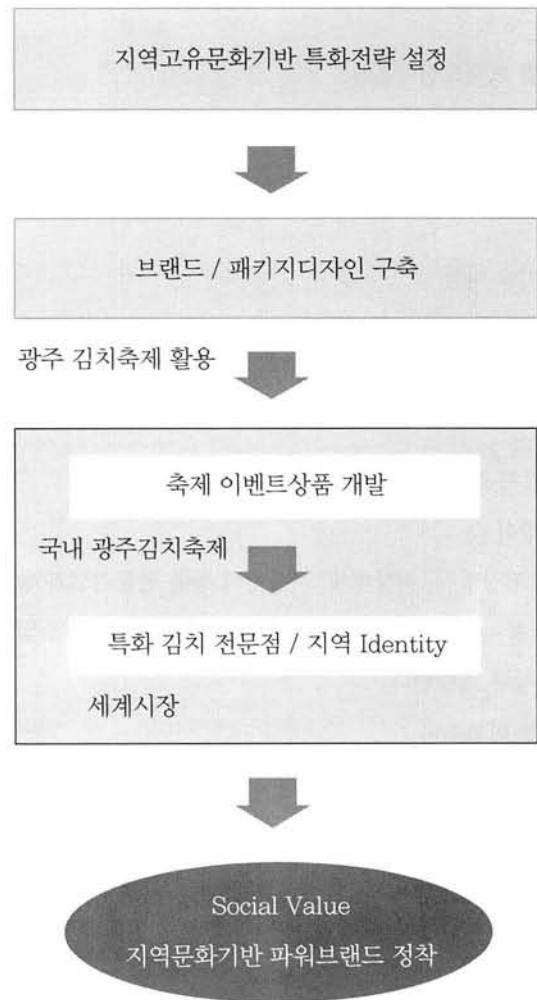 지역고유문화기반 특화전략 설정
브랜드 / 패키지디자인 구축
광주 김치축제 활용
축제 이벤트상품 개발
국내 광주김치축제
특화 김치 전문점 / 지역 Identity
세계시장
Social Value
지역문화기반 파워브랜드 정착